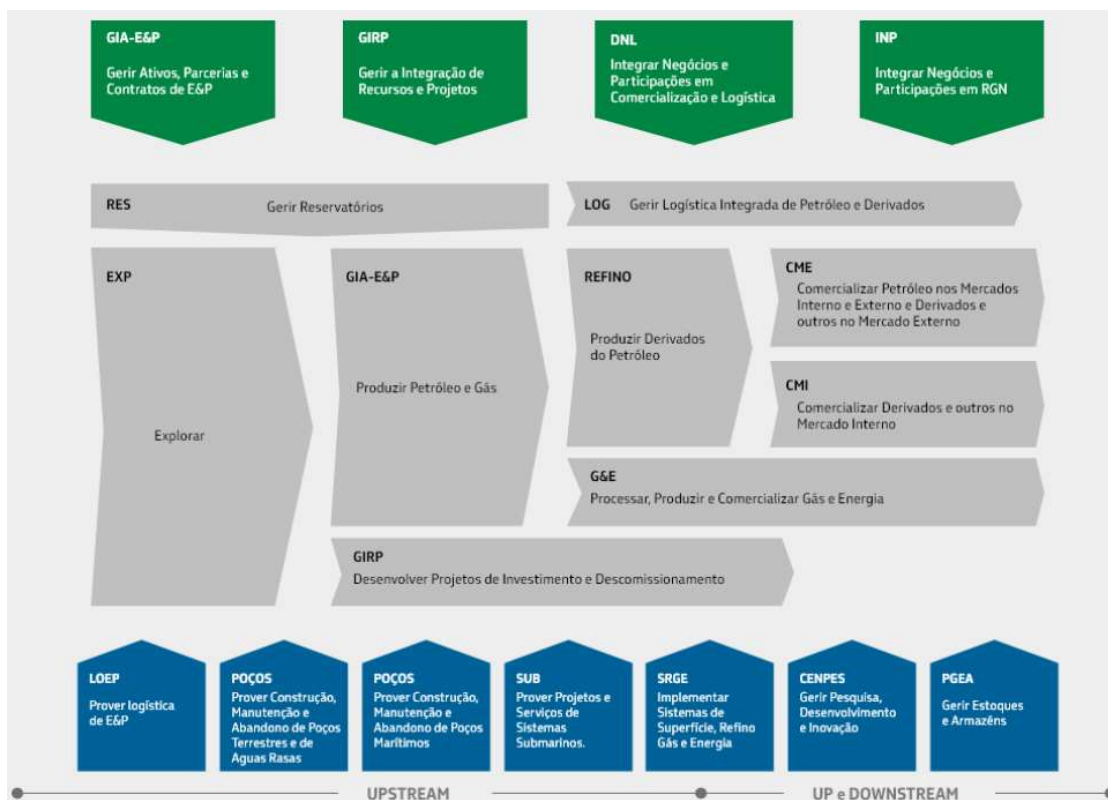 GIA-E&P
Gerir Ativos, Parcerias e
Contratos de E&P
GIRP
Gerir a Integração de
Recursos e Projetos
DNL
Integrar Negócios e
Participações em
Comercialização e Logística
INP
Integrar Negócios e
Participações em RGN
RES
Gerir Reservatórios
LOG
Gerir Logística Integrada de Petróleo e Derivados
EXP
Explorar
GIA-E&P
Produzir Petróleo e Gás
REFINO
Produzir Derivados
do Petróleo
CME
Comercializar Petróleo nos Mercados
Interno e Externo e Derivados e
outros no Mercado Externo
CMI
Comercializar Derivados e outros no
Mercado Interno
G&E
Processar, Produzir e Comercializar Gás e Energia
GIRP
Desenvolver Projetos de Investimento e Descomissionamento
LOEP
Prover logística
de E&P
POÇOS
Prover Construção,
Manutenção e
Abandono de Poços
Terrestres e de
Aguas Rasas
POÇOS
Prover Construção,
Manutenção e
Abandono de Poços
Marítimos
SUB
Prover Projetos e
Serviços de
Sistemas
Submarinos.
SRGE
Implementar
Sistemas de
Superfície, Refino
Gás e Energia
CENPES
Gerir Pesquisa,
Desenvolvimento
e Inovação
PGEA
Gerir Estoques
e Armazéns
UPSTREAM
UP e DOWNSTREAM